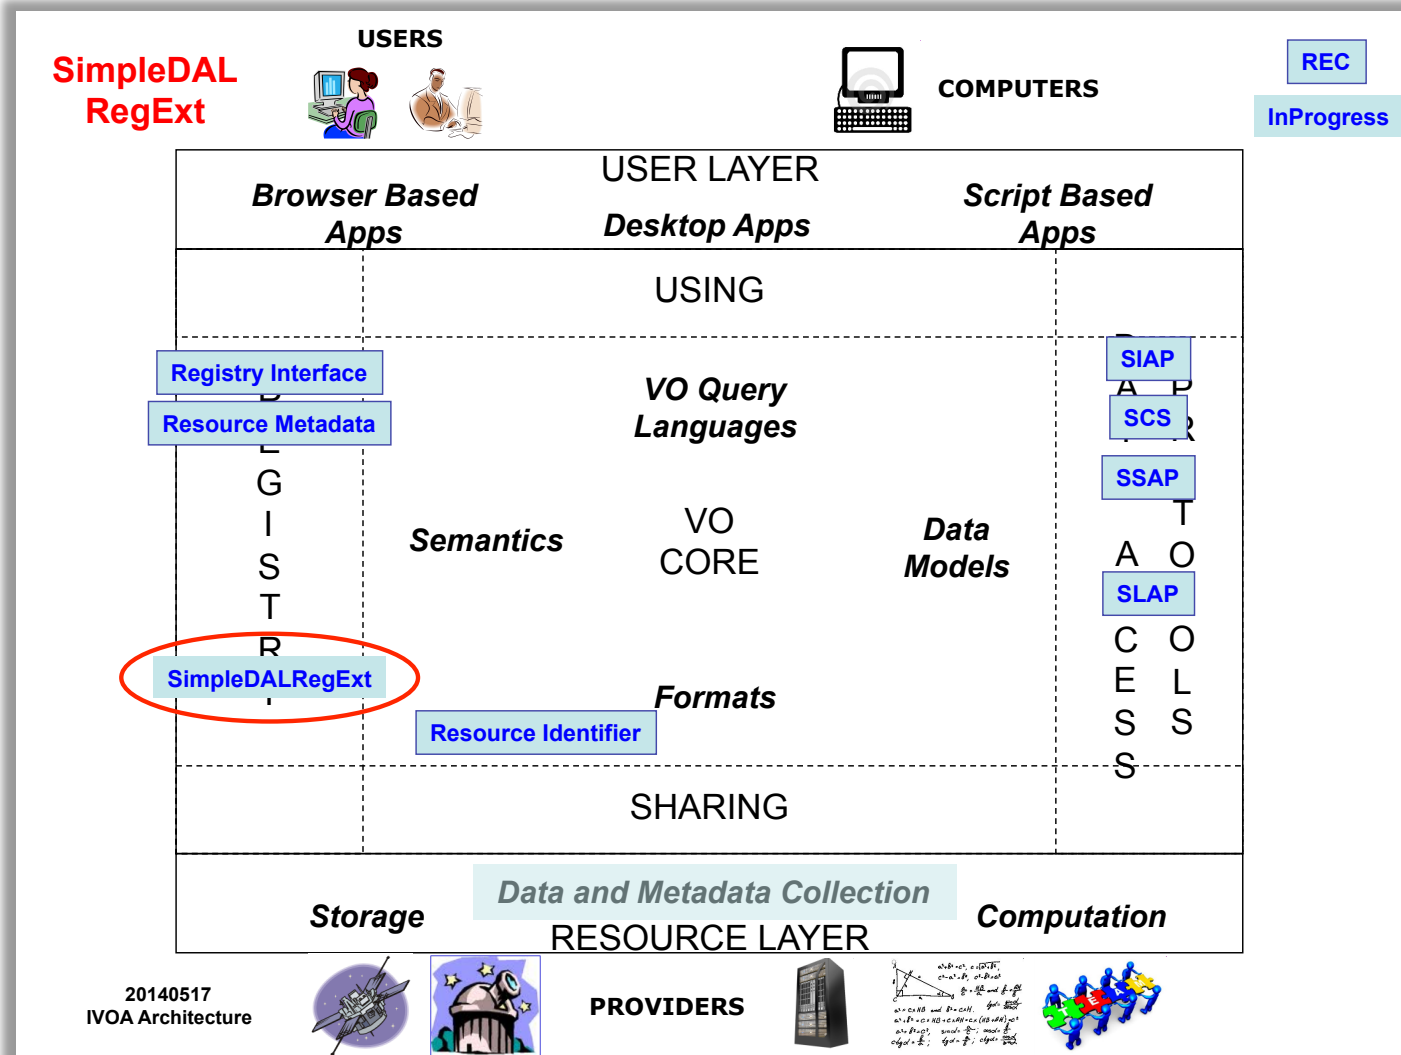 SimpleDAL
RegExt
USERS
COMPUTERS
REC
InProgress
USER LAYER
Browser Based
Apps
Desktop Apps
Script Based
Apps
USING
Registry Interface
Resource Metadata
E
G
I
S
T
R
SimpleDALRegExt
VO Query
Languages
Semantics
VO
CORE
Data
Models
Formats
Resource Identifier
SIAP
A P
SCS
R
SSAP
T
A O
SLAP
C O
E L
S S
S
SHARING
Data and Metadata Collection
Storage
Computation
RESOURCE LAYER
20140517
IVOA Architecture
PROVIDERS